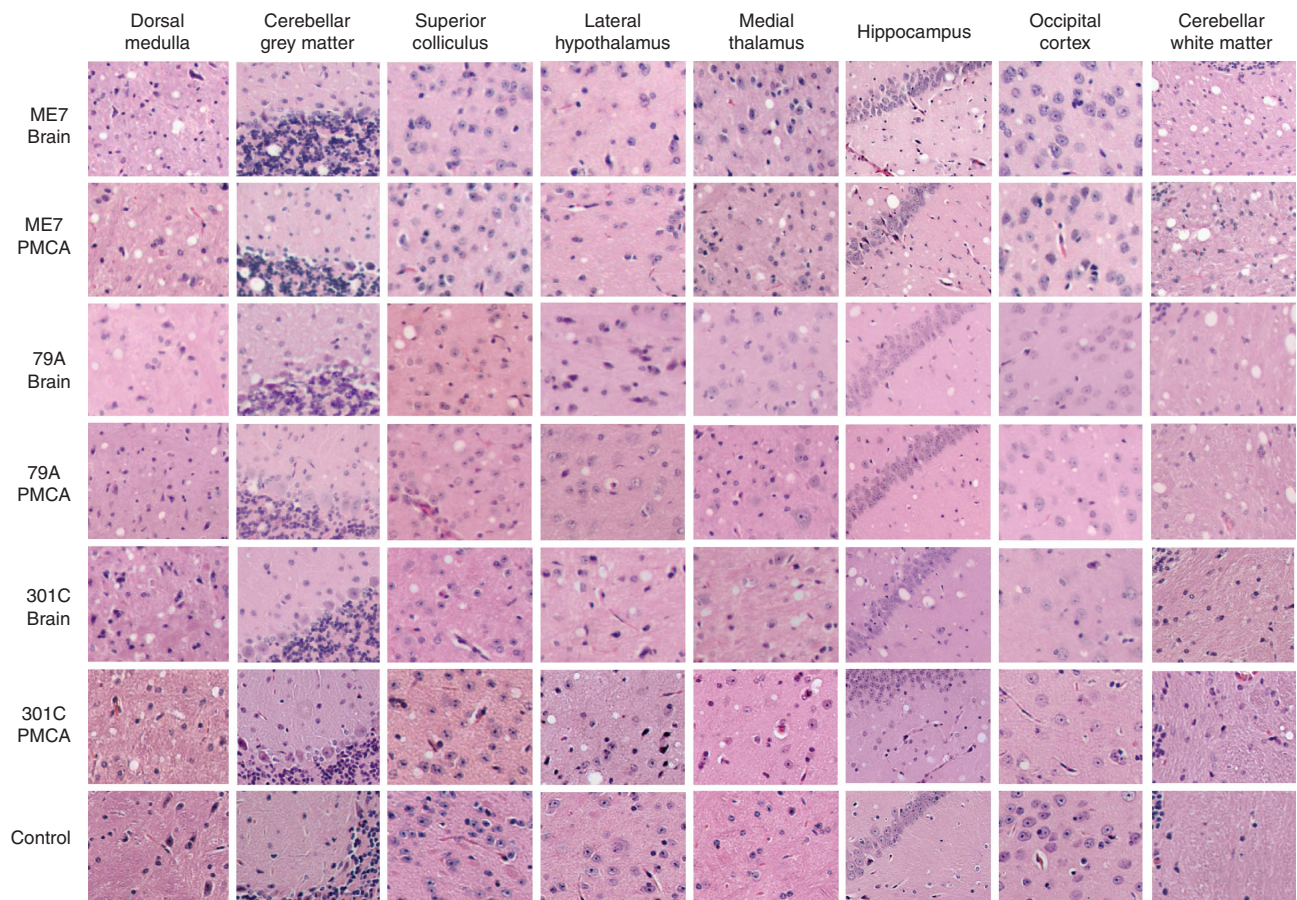 Dorsal
medulla
Cerebellar
grey matter
Superior
colliculus
Lateral
hypothalamus
Medial
thalamus
Hippocampus
Occipital
cortex
Cerebellar
white matter
ME7
Brain
ME7
PMCA
79A
Brain
79A
PMCA
301C
Brain
301C
PMCA
Control